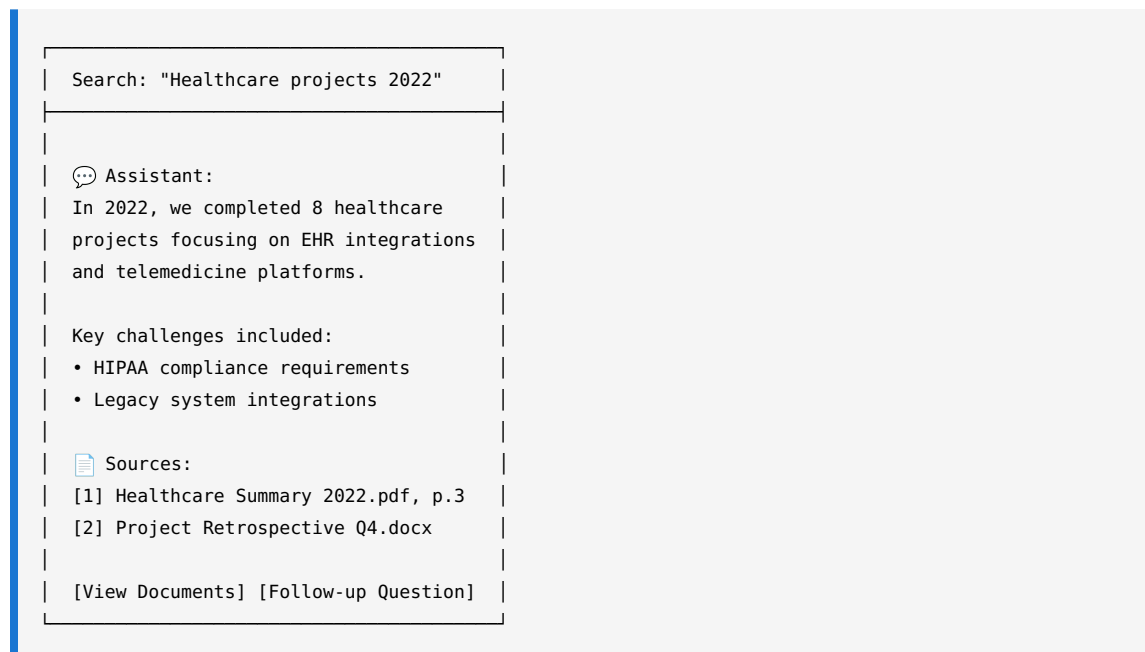 Search: "Healthcare projects 2022"
💬 Assistant:
In 2022, we completed 8 healthcare
projects focusing on EHR integrations
and telemedicine platforms.
Key challenges included:
• HIPAA compliance requirements
• Legacy system integrations
📄 Sources:
[1] Healthcare Summary 2022.pdf, p.3
[2] Project Retrospective Q4.docx
[View Documents] [Follow-up Question]